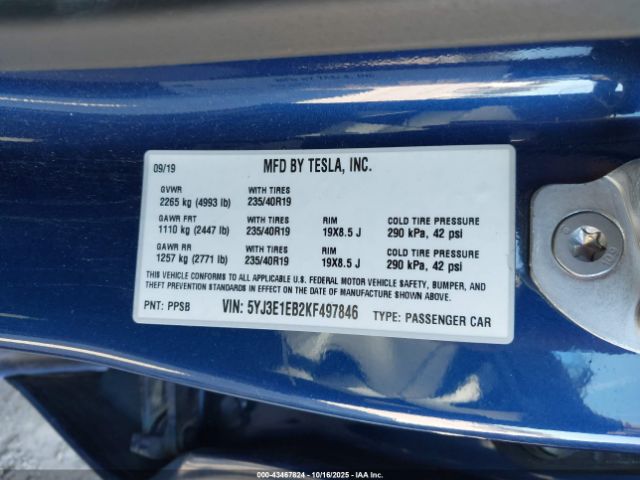 MFD BY TESLA, INC.
09/19 MFD BY TESLA, INC.
GVWR WITH TIRES
2265 kg (4993 lb) 235/40R19
GAWR FRT WITH TIRES RIM COLD TIRE PRESSURE
1110 kg (2447 lb) 235/40R19 19X8.5 J 290 kPa, 42 psi
GAWR RR WITH TIRES RIM COLD TIRE PRESSURE
1257 kg (2771 lb) 235/40R19 19X8.5 J 290 kPa, 42 psi
THIS VEHICLE CONFORMS TO ALL APPLICABLE U.S. FEDERAL MOTOR VEHICLE SAFETY, BUMPER, AND
THEFT PREVENTION STANDARDS IN EFFECT ON THE DATE OF MANUFACTURE SHOWN ABOVE.
PNT: PPSB VIN: 5YJ3E1EB2KF497846 TYPE: PASSENGER CAR
000-43467824 | 10/16/2025 - IAA Inc.